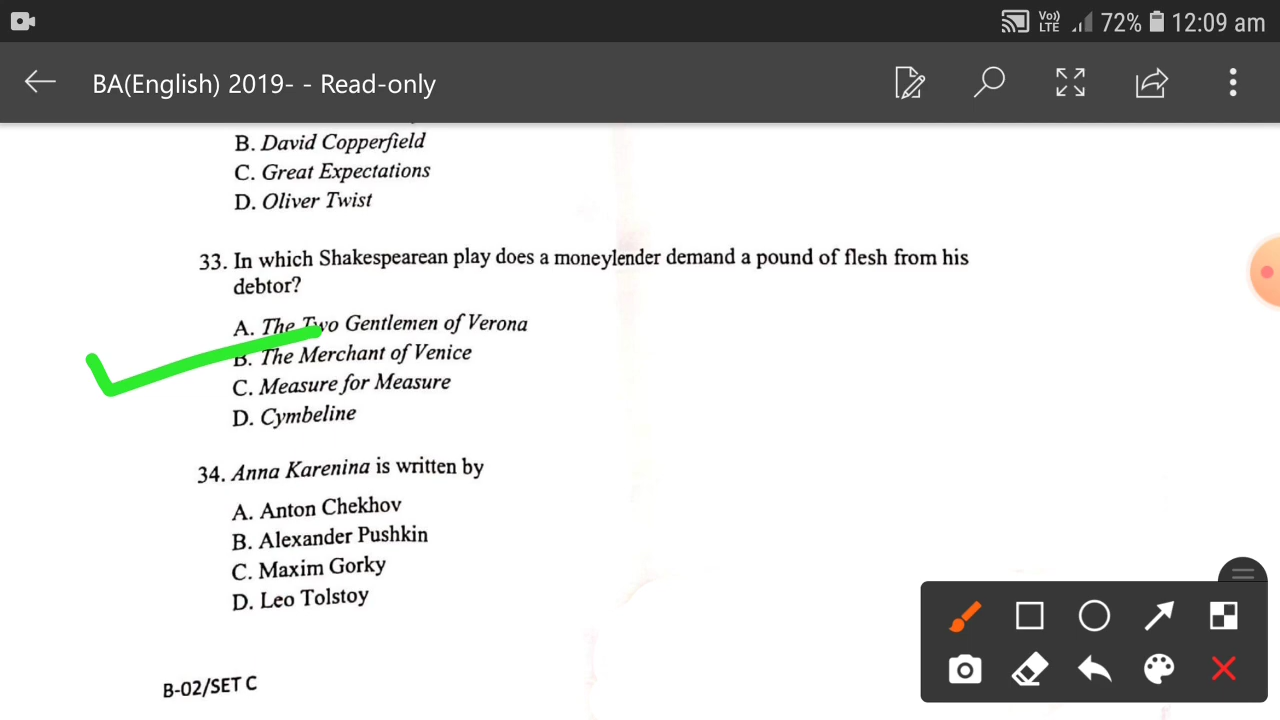 Vo)) LTE 72% 12:09 am
BA(English) 2019- - Read-only
B. David Copperfield
C. Great Expectations
D. Oliver Twist
33. In which Shakespearean play does a moneylender demand a pound of flesh from his
debtor?
A. The Two Gentlemen of Verona
B. The Merchant of Venice
C. Measure for Measure
D. Cymbeline
34. Anna Karenina is written by
A. Anton Chekhov
B. Alexander Pushkin
C. Maxim Gorky
D. Leo Tolstoy
B-02/SET C